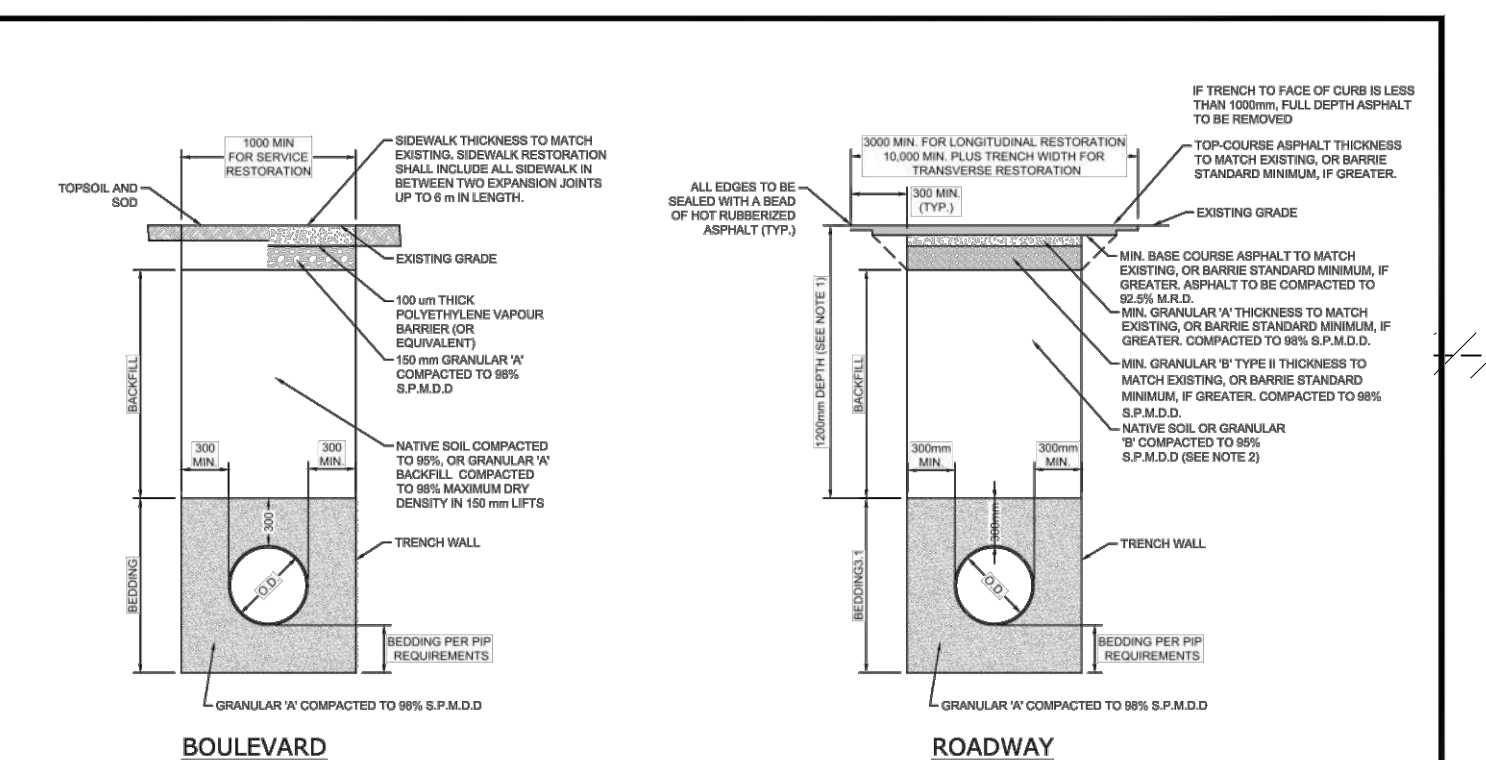 1000 MIN
FOR SERVICE
RESTORATION
SIDEWALK THICKNESS TO MATCH
EXISTING. SIDEWALK RESTORATION
SHALL INCLUDE ALL SIDEWALK IN
BETWEEN TWO EXPANSION JOINTS
UP TO 6 m IN LENGTH.
TOPSOIL AND
SOD
EXISTING GRADE
100 um THICK
POLYETHYLENE VAPOUR
BARRIER (OR
EQUIVALENT)
150 mm GRANULAR 'A'
COMPACTED TO 98%
S.P.M.D.D
BACKFILL
300
MIN.
300
MIN.
NATIVE SOIL COMPACTED
TO 95%, OR GRANULAR 'A'
BACKFILL COMPACTED
TO 98% MAXIMUM DRY
DENSITY IN 150 mm LIFTS
300
TRENCH WALL
BEDDING
O.D.
BEDDING PER PIP
REQUIREMENTS
GRANULAR 'A' COMPACTED TO 98% S.P.M.D.D
BOULEVARD
IF TRENCH TO FACE OF CURB IS LESS
THAN 1000mm, FULL DEPTH ASPHALT
TO BE REMOVED
3000 MIN. FOR LONGITUDINAL RESTORATION
10,000 MIN. PLUS TRENCH WIDTH FOR
TRANSVERSE RESTORATION
TOP-COURSE ASPHALT THICKNESS
TO MATCH EXISTING, OR BARRIE
STANDARD MINIMUM, IF GREATER.
ALL EDGES TO BE
SEALED WITH A BEAD
OF HOT RUBBERIZED
ASPHALT (TYP.)
300 MIN.
(TYP.)
EXISTING GRADE
MIN. BASE COURSE ASPHALT TO MATCH
EXISTING, OR BARRIE STANDARD MINIMUM, IF
GREATER. ASPHALT TO BE COMPACTED TO
92.5% M.R.D.
MIN. GRANULAR 'A' THICKNESS TO MATCH
EXISTING, OR BARRIE STANDARD MINIMUM, IF
GREATER. COMPACTED TO 98% S.P.M.D.D.
MIN. GRANULAR 'B' TYPE II THICKNESS TO
MATCH EXISTING, OR BARRIE STANDARD
MINIMUM, IF GREATER. COMPACTED TO 98%
S.P.M.D.D.
NATIVE SOIL OR GRANULAR
'B' COMPACTED TO 95%
S.P.M.D.D (SEE NOTE 2)
1200mm DEPTH (SEE NOTE 1)
BACKFILL
300mm
MIN.
300mm
MIN.
300mm
TRENCH WALL
BEDDING3.1
O.D.
BEDDING PER PIP
REQUIREMENTS
GRANULAR 'A' COMPACTED TO 98% S.P.M.D.D
ROADWAY